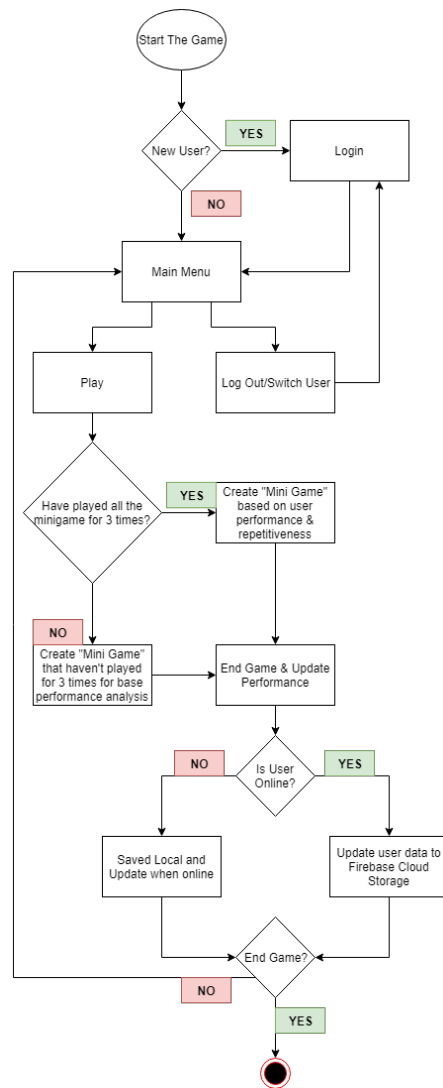 Start The Game
YES
New User?
Login
NO
Main Menu
Play
Log Out/Switch User
YES
Have played all the
minigame for 3 times?
Create "Mini Game"
based on user
performance &
repetitiveness
NO
Create "Mini Game"
that haven't played
for 3 times for base
performance analysis
End Game & Update
Performance
NO
Is User
Online?
YES
Saved Local and
Update when online
Update user data to
Firebase Cloud
Storage
End Game?
NO
YES